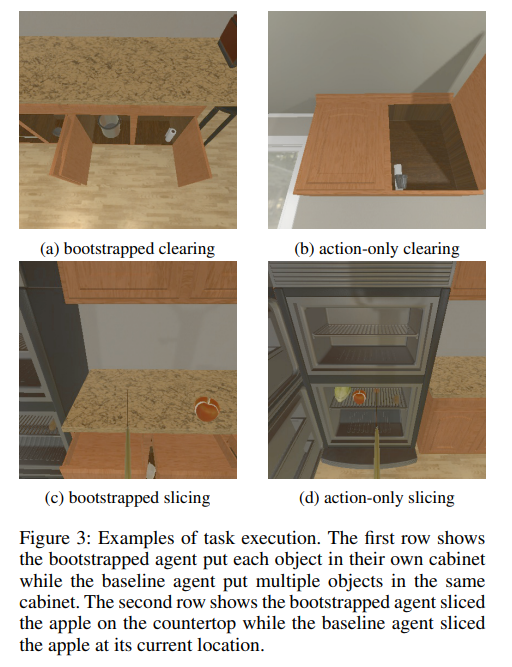 (a) bootstrapped clearing
(b) action-only clearing
(c) bootstrapped slicing
(d) action-only slicing
Figure 3: Examples of task execution. The first row shows
the bootstrapped agent put each object in their own cabinet
while the baseline agent put multiple objects in the same
cabinet. The second row shows the bootstrapped agent sliced
the apple on the countertop while the baseline agent sliced
the apple at its current location.